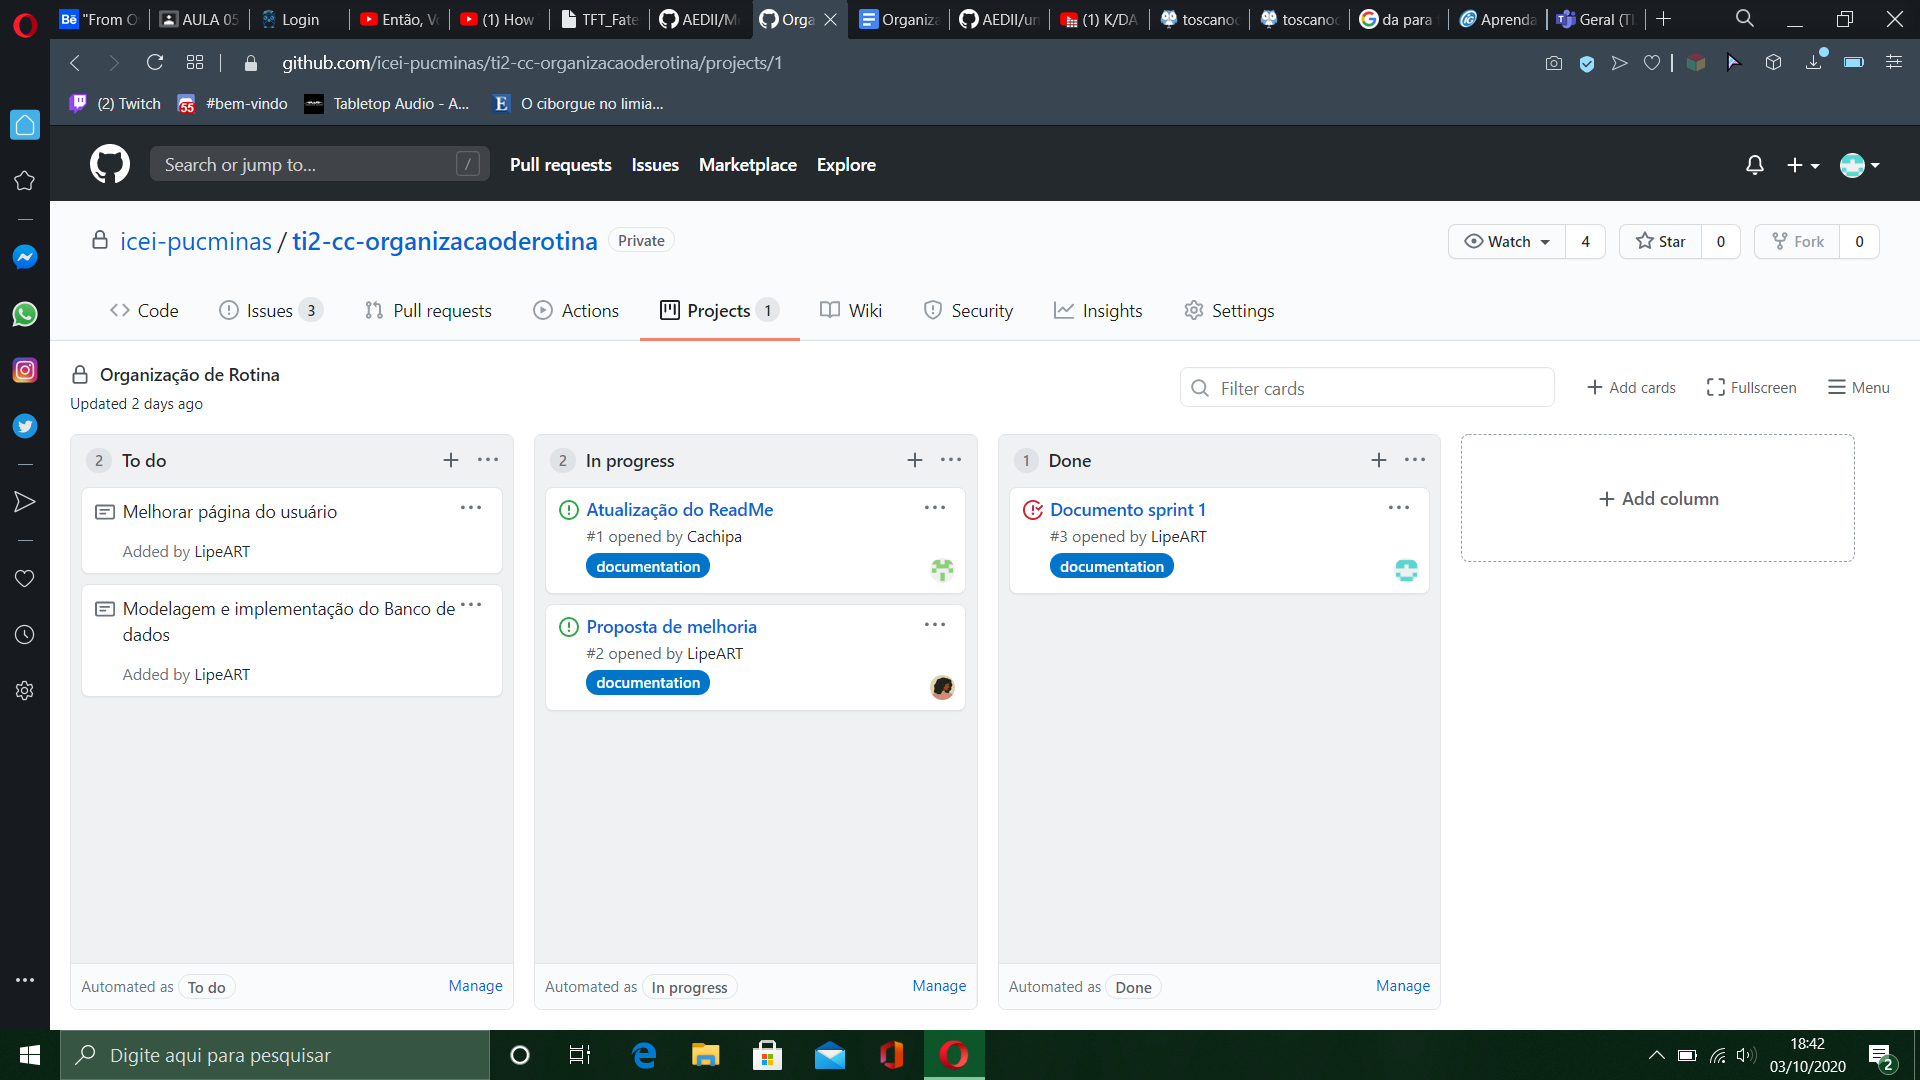 "From O
AULA 05
Login
Então, Vo
(1) How
TFT_Fate
AEDII/M
Orga
Organiza
AEDII/un
(1) K/DA
toscanoc
toscanoc
da para
Aprenda
Geral (TI
github.com/icei-pucminas/ti2-cc-organizacaoderotina/projects/1
(2) Twitch
#bem-vindo
Tabletop Audio - A...
O ciborgue no limia...
Search or jump to...
/
Pull requests
Issues
Marketplace
Explore
icei-pucminas / ti2-cc-organizacaoderotina
Private
Watch
4
Star
0
Fork
0
Code
Issues 3
Pull requests
Actions
Projects 1
Wiki
Security
Insights
Settings
Organização de Rotina
Updated 2 days ago
Filter cards
Add cards
Fullscreen
Menu
2 To do
Melhorar página do usuário
Added by LipeART
Modelagem e implementação do Banco de
dados
Added by LipeART
Automated as To do
Manage
2 In progress
Atualização do ReadMe
#1 opened by Cachipa
documentation
Proposta de melhoria
#2 opened by LipeART
documentation
Automated as In progress
Manage
1 Done
Documento sprint 1
#3 opened by LipeART
documentation
Automated as Done
Manage
Add column
Digite aqui para pesquisar
18:42
03/10/2020
2